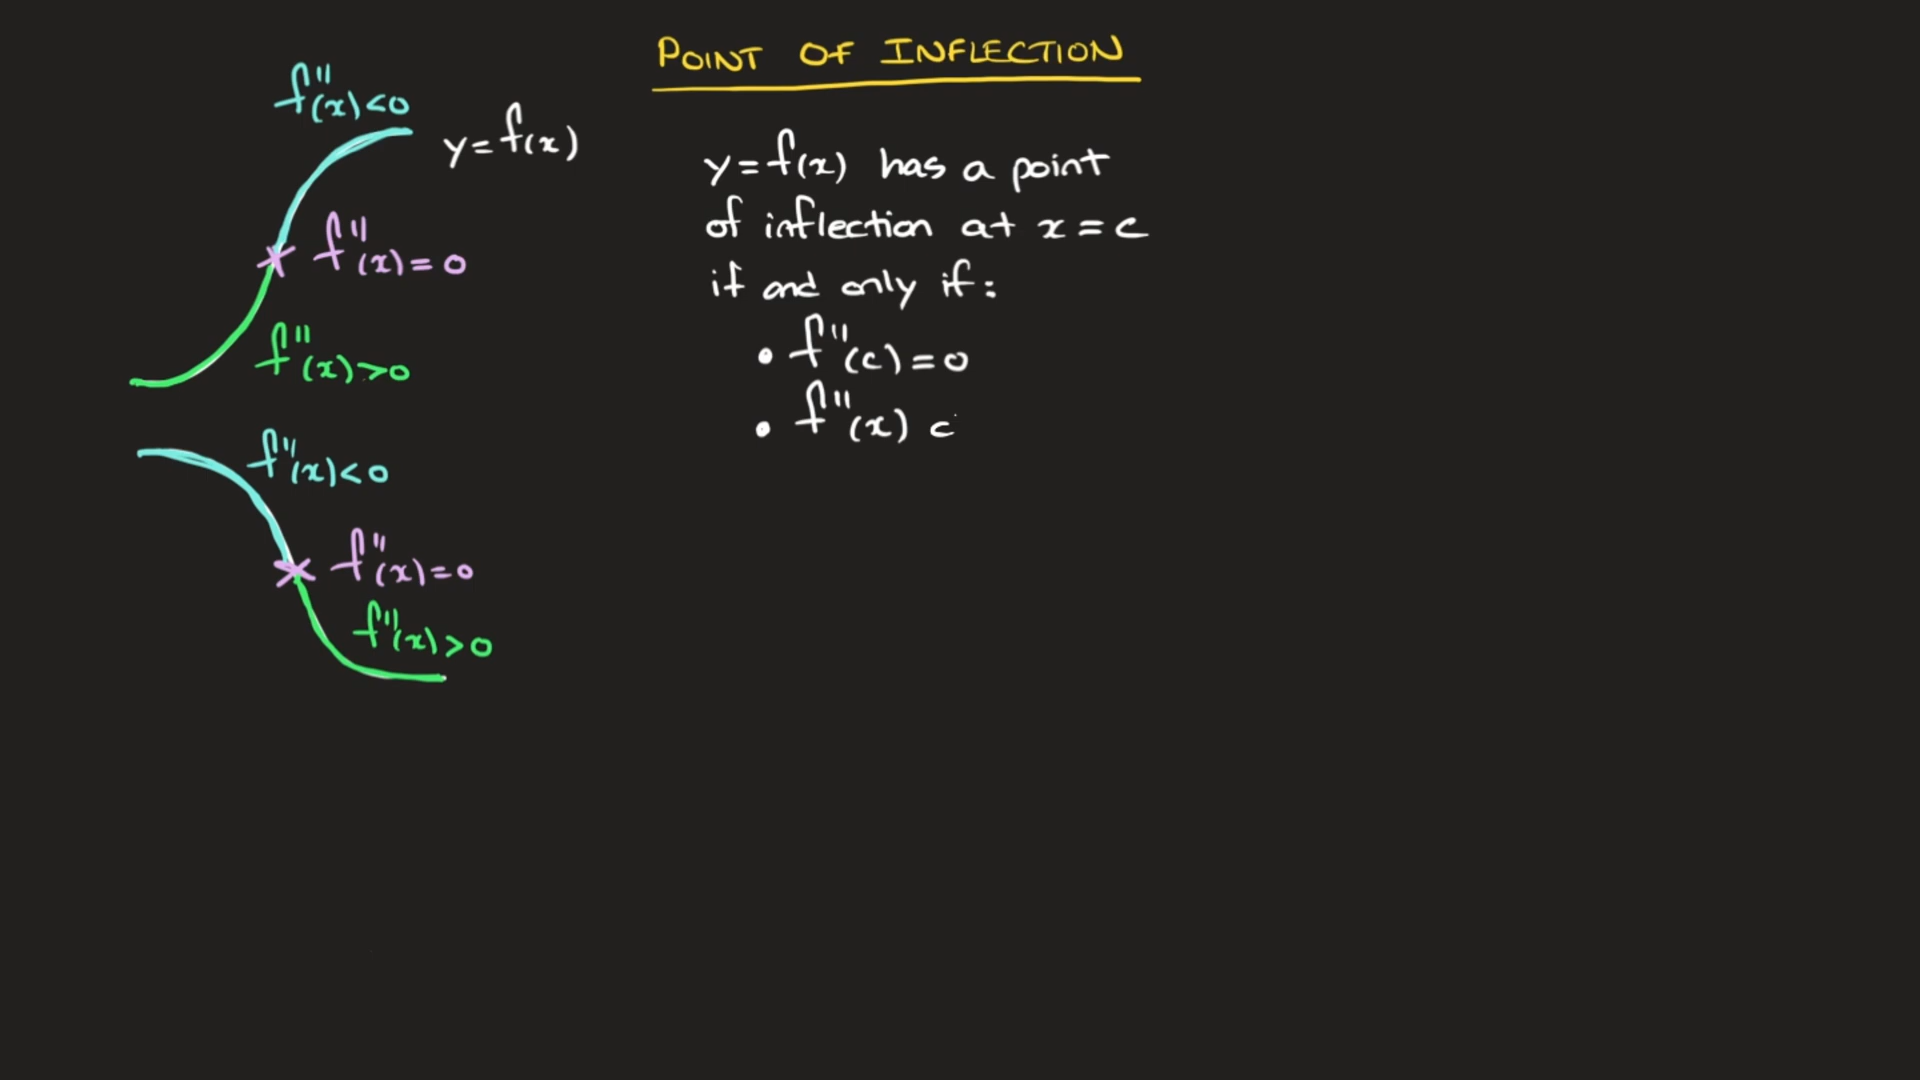 POINT OF INFLECTION
f''(x)<0
y=f(x)
f''(x)=0
f''(x)>0
f''(x)<0
f''(x)=0
f''(x)>0
y=f(x) has a point
of inflection at x=c
if and only if:
• f''(c)=0
• f''(x) c